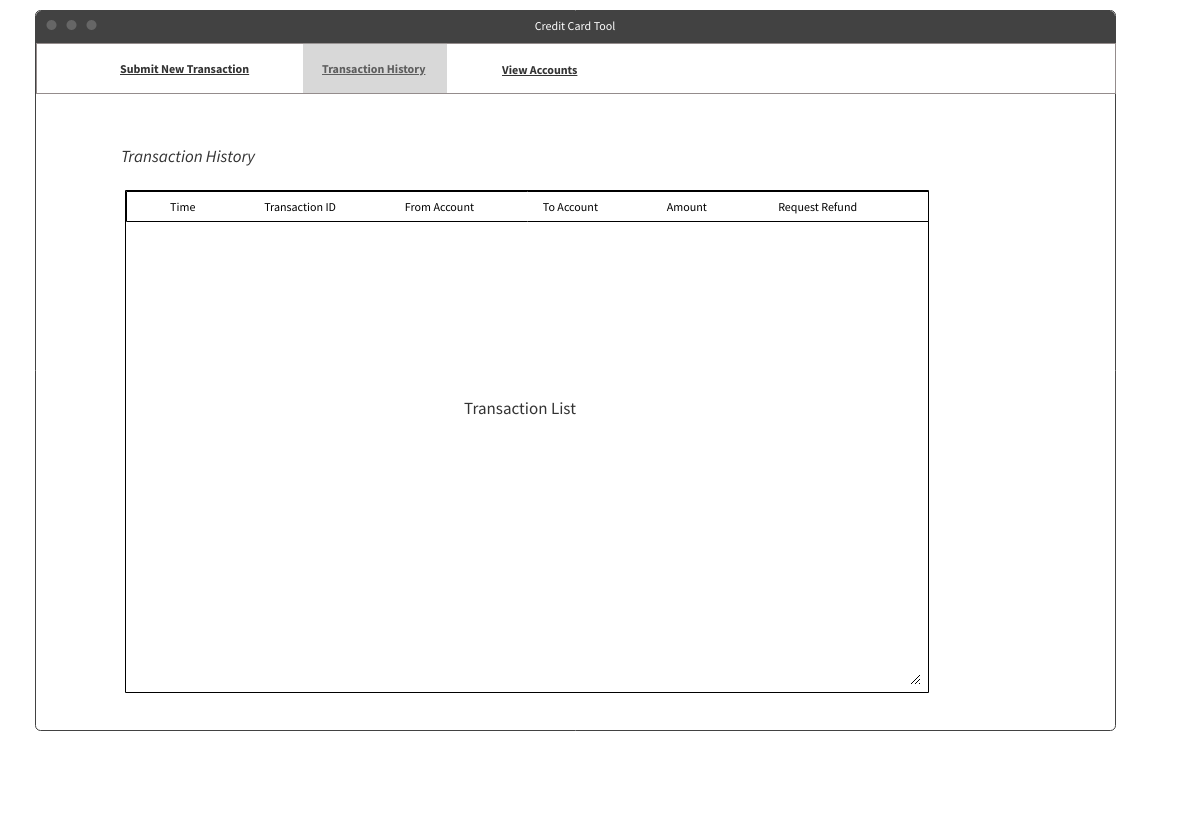 Credit Card Tool
Submit New Transaction Transaction History View Accounts
Transaction History
Time Transaction ID From Account To Account Amount Request Refund
Transaction List